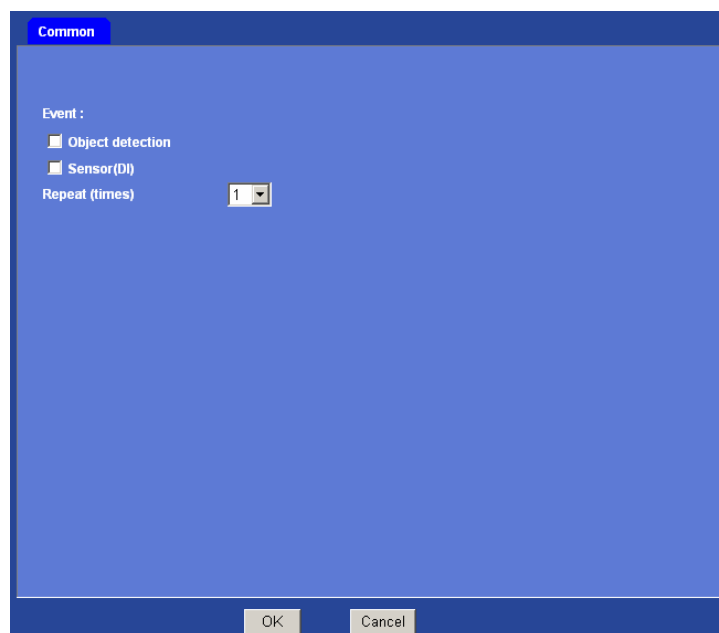 Common
Event :
Object detection
Sensor(DI)
Repeat (times) 1
OK Cancel